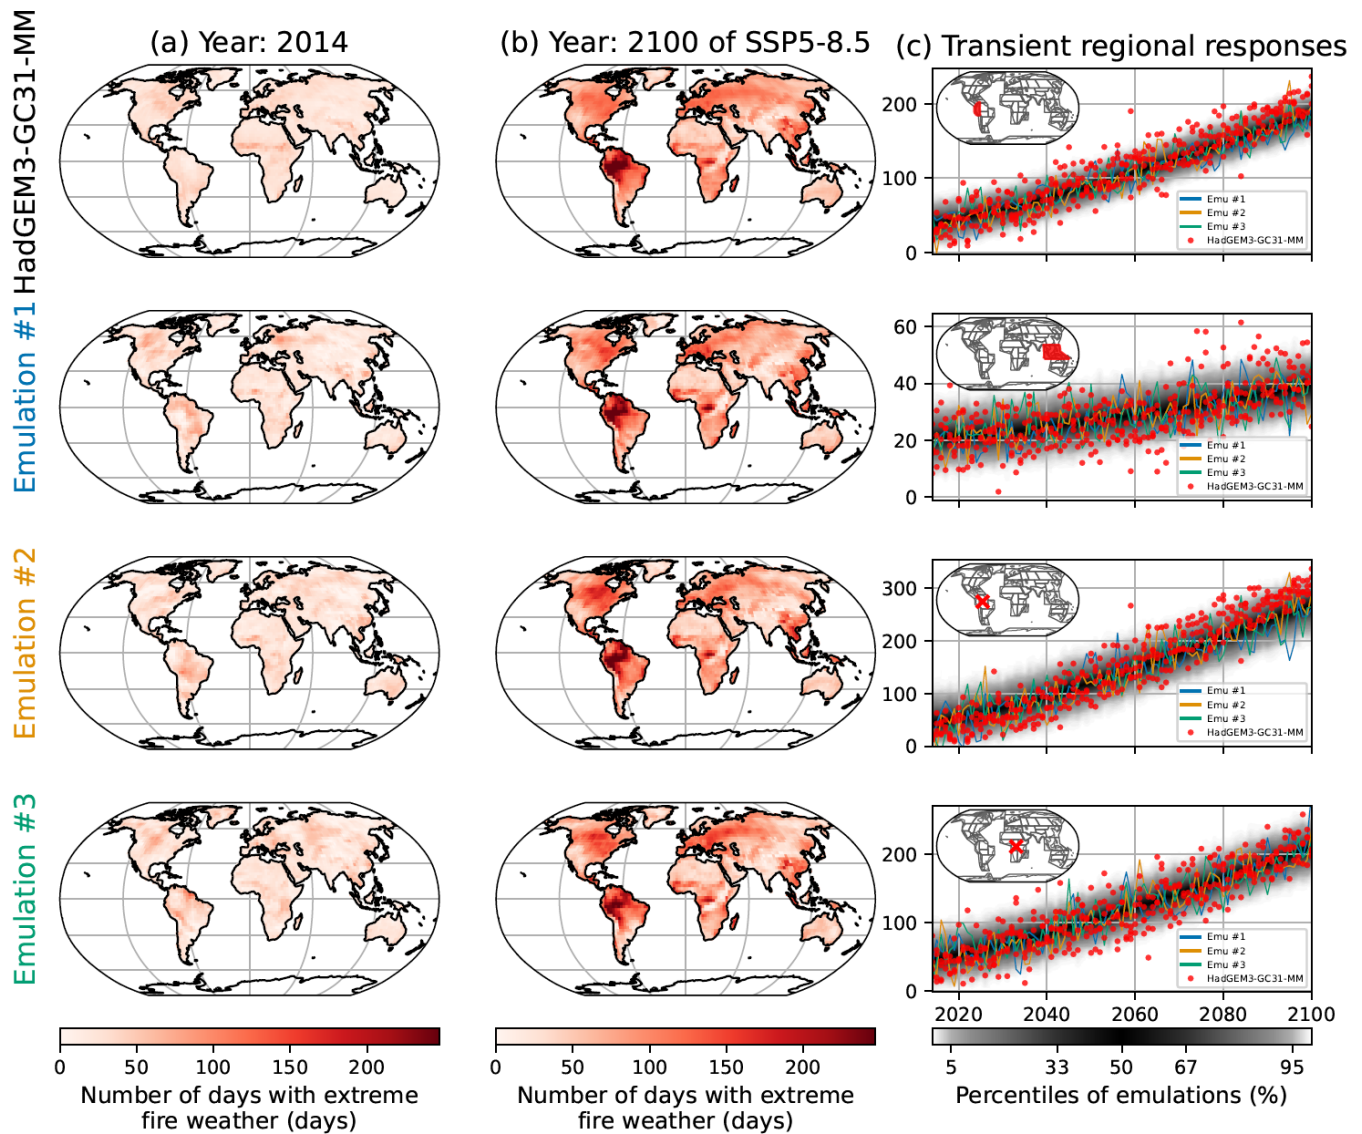 (a) Year: 2014
(b) Year: 2100 of SSP5-8.5
(c) Transient regional responses
HadGEM3-GC31-MM
200
100
0
Emu #1
Emu #2
Emu #3
HadGEM3-GC31-MM
Emulation #1
60
40
20
0
Emu #1
Emu #2
Emu #3
HadGEM3-GC31-MM
Emulation #2
300
200
100
0
Emu #1
Emu #2
Emu #3
HadGEM3-GC31-MM
Emulation #3
200
100
0
Emu #1
Emu #2
Emu #3
HadGEM3-GC31-MM
2020 2040 2060 2080 2100
0 50 100 150 200
Number of days with extreme
fire weather (days)
0 50 100 150 200
Number of days with extreme
fire weather (days)
5 33 50 67 95
Percentiles of emulations (%)